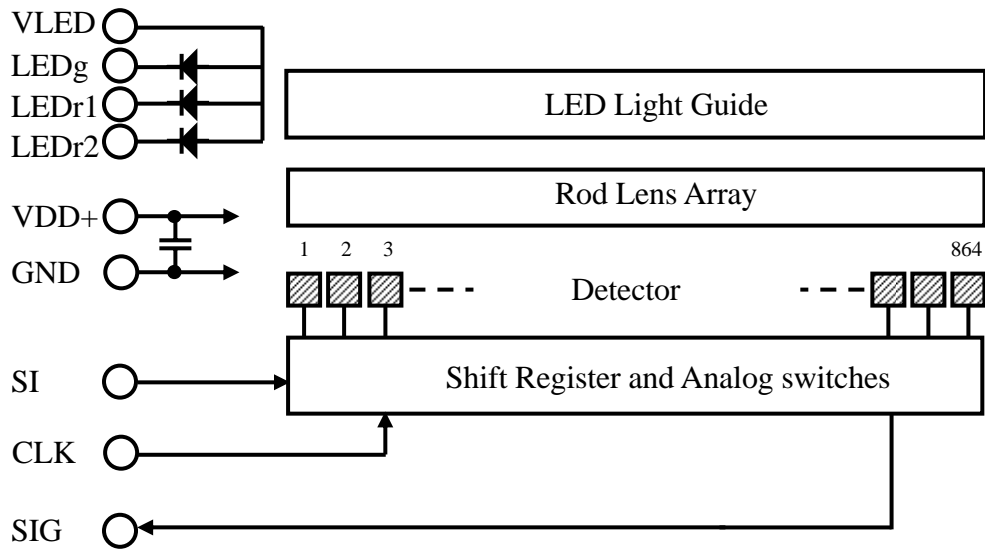 VLED
LEDg
LEDr1
LEDr2
LED Light Guide
Rod Lens Array
VDD+
GND
1 2 3 864
Detector
SI
Shift Register and Analog switches
CLK
SIG